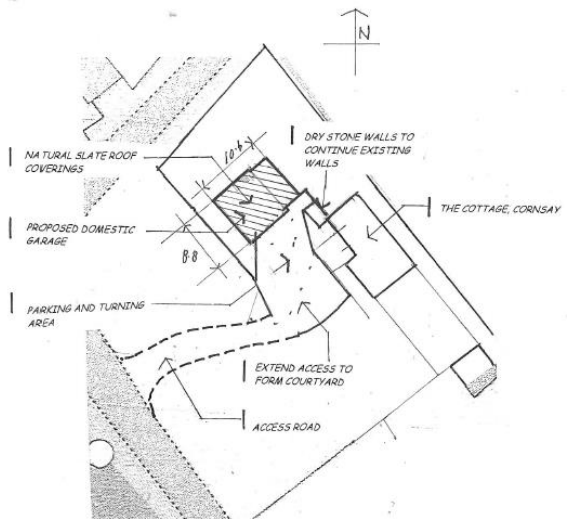 N
DRY STONE WALLS TO
CONTINUE EXISTING
WALLS
NATURAL SLATE ROOF
COVERINGS
10.6
THE COTTAGE, CORNSAY
PROPOSED DOMESTIC
GARAGE
8.8
PARKING AND TURNING
AREA
EXTEND ACCESS TO
FORM COURTYARD
ACCESS ROAD